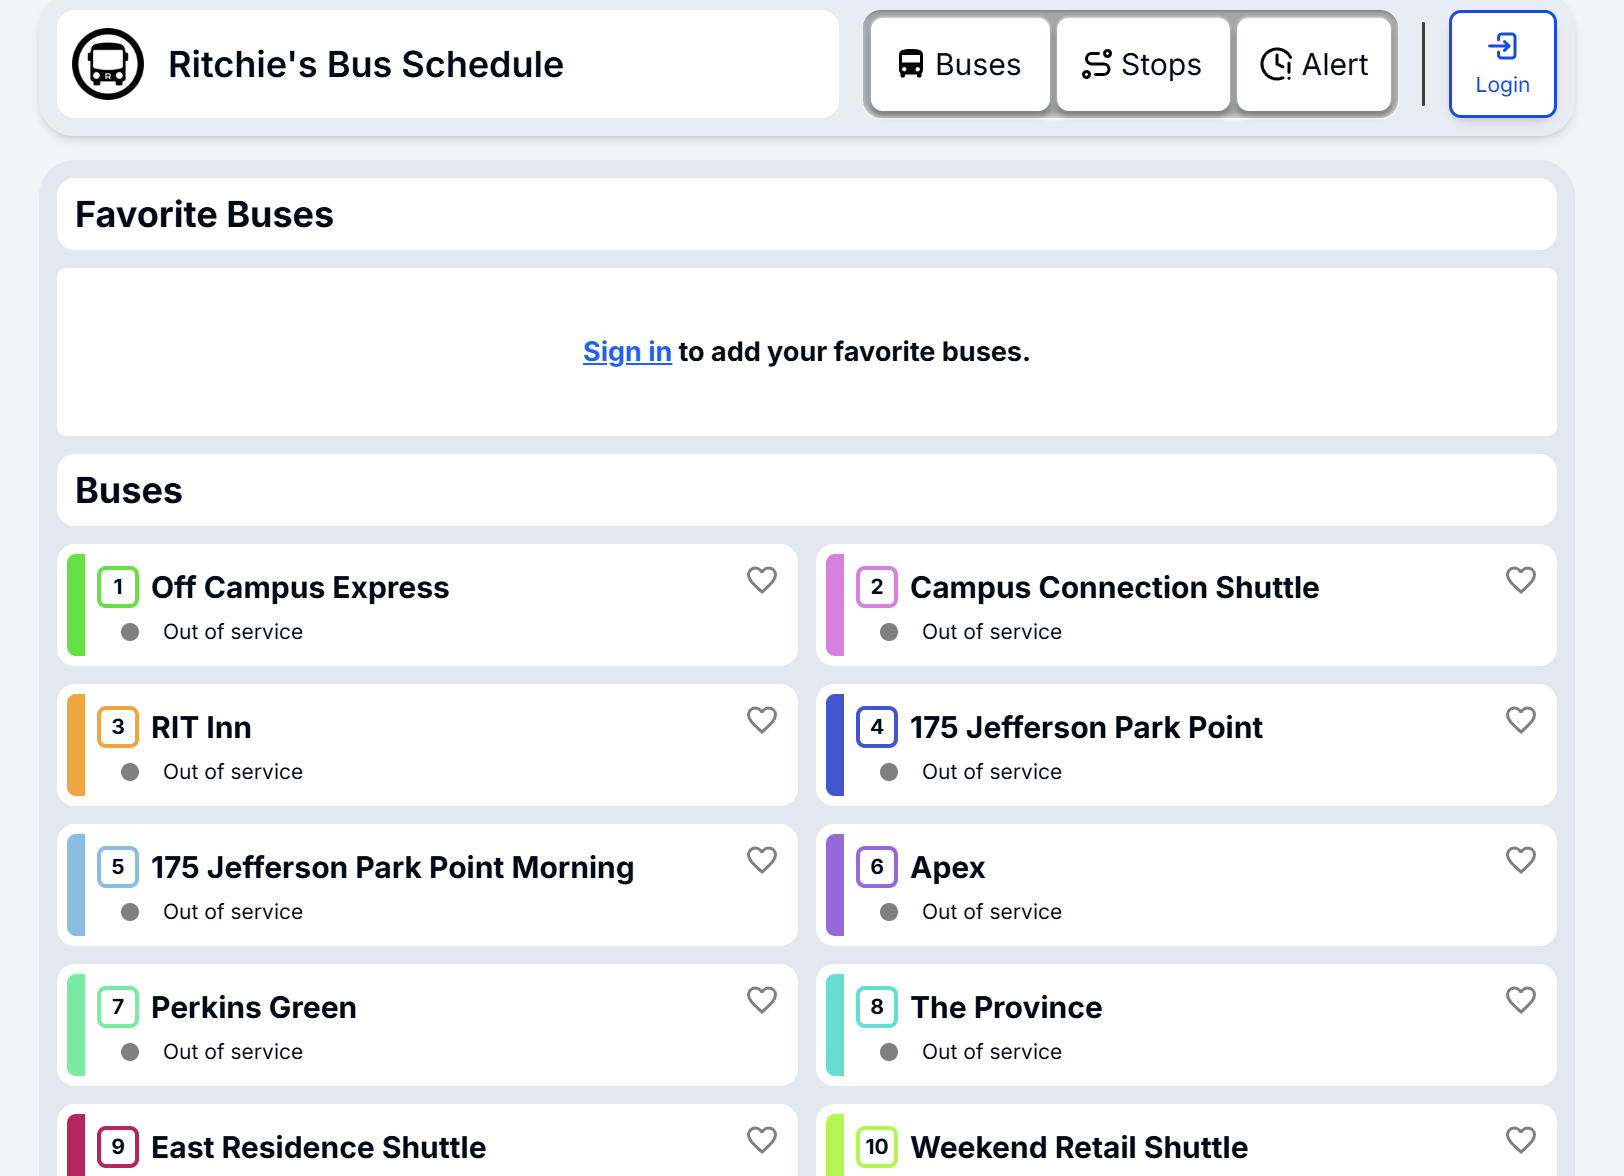 Ritchie's Bus Schedule
Buses
Stops
Alert
Login
Favorite Buses
Sign in to add your favorite buses.
Buses
1 Off Campus Express
Out of service
2 Campus Connection Shuttle
Out of service
3 RIT Inn
Out of service
4 175 Jefferson Park Point
Out of service
5 175 Jefferson Park Point Morning
Out of service
6 Apex
Out of service
7 Perkins Green
Out of service
8 The Province
Out of service
9 East Residence Shuttle
10 Weekend Retail Shuttle